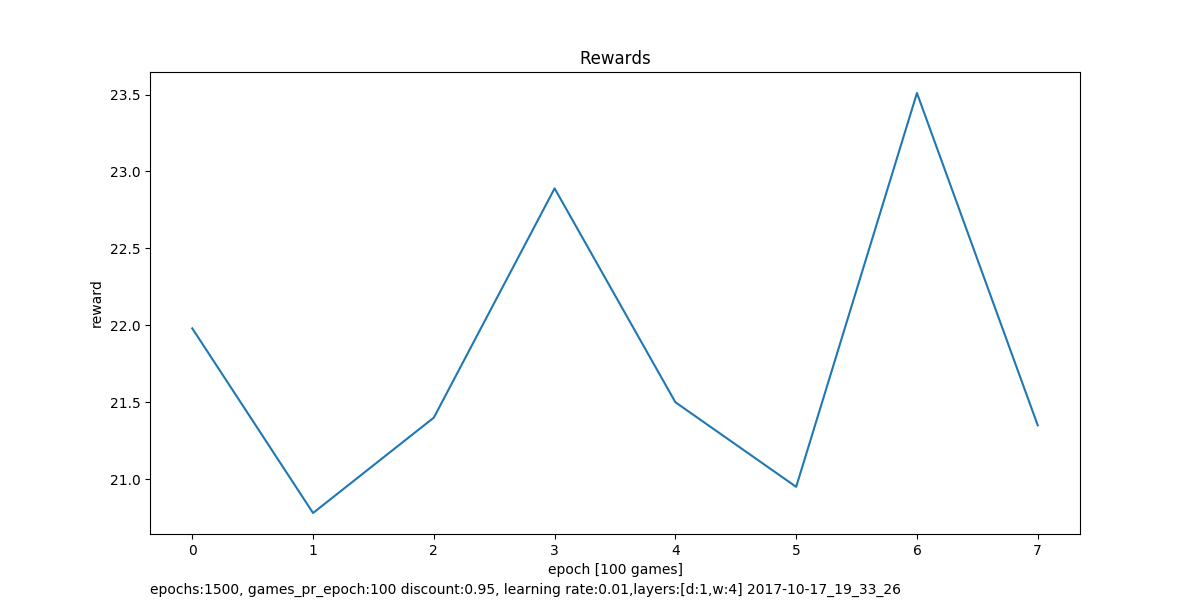 Rewards
23.5
23.0
22.5
22.0
21.5
21.0
reward
0 1 2 3 4 5 6 7
epoch [100 games]
epochs:1500, games_pr_epoch:100 discount:0.95, learning rate:0.01,layers:[d:1,w:4] 2017-10-17_19_33_26